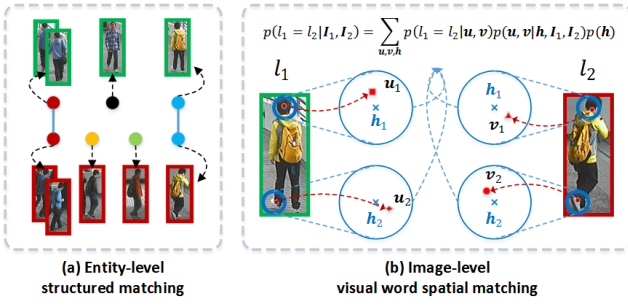 p(l₁ = l₂|I₁, I₂) = ∑ p(l₁ = l₂|u, v)p(u, v|h, I₁, I₂)p(h)
u,v,h
l₁
l₂
u₁
h₁
h₁
v₁
v₂
u₂
h₂
h₂
(a) Entity-level
structured matching
(b) Image-level
visual word spatial matching